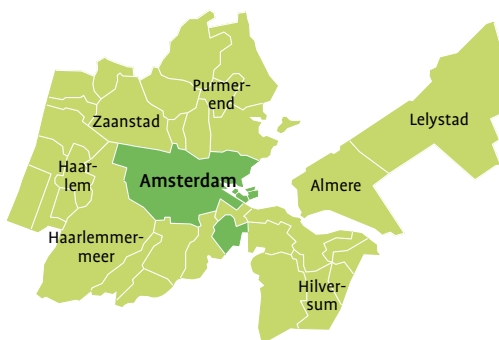 Purmer-
end
Zaanstad
Lelystad
Haar-
lem
Amsterdam
Almere
Haarlemmer-
meer
Hilver-
sum